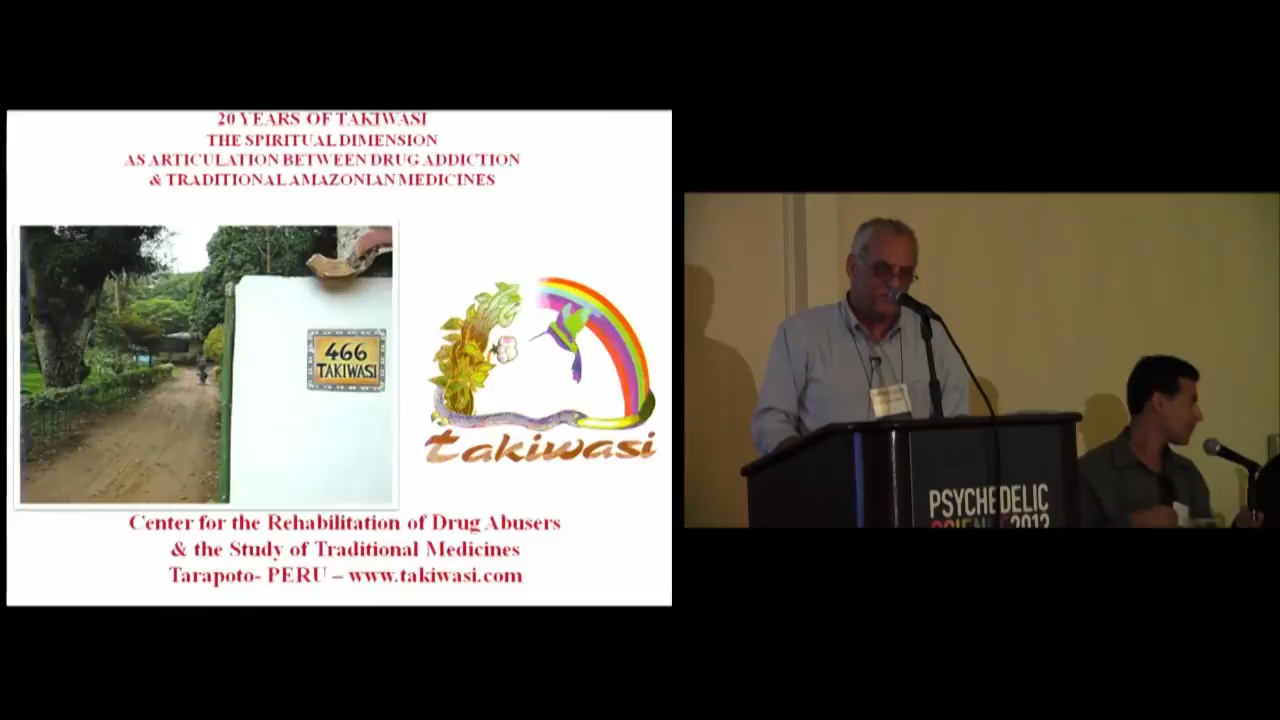 20 YEARS OF TAKIWASI
THE SPIRITUAL DIMENSION
AS ARTICULATION BETWEEN DRUG ADDICTION
& TRADITIONAL AMAZONIAN MEDICINES
466
TAKIWASI
takiwasi
Center for the Rehabilitation of Drug Abusers
& the Study of Traditional Medicines
Tarapoto- PERU – www.takiwasi.com
PSYCHEDELIC
SCIENCE2013